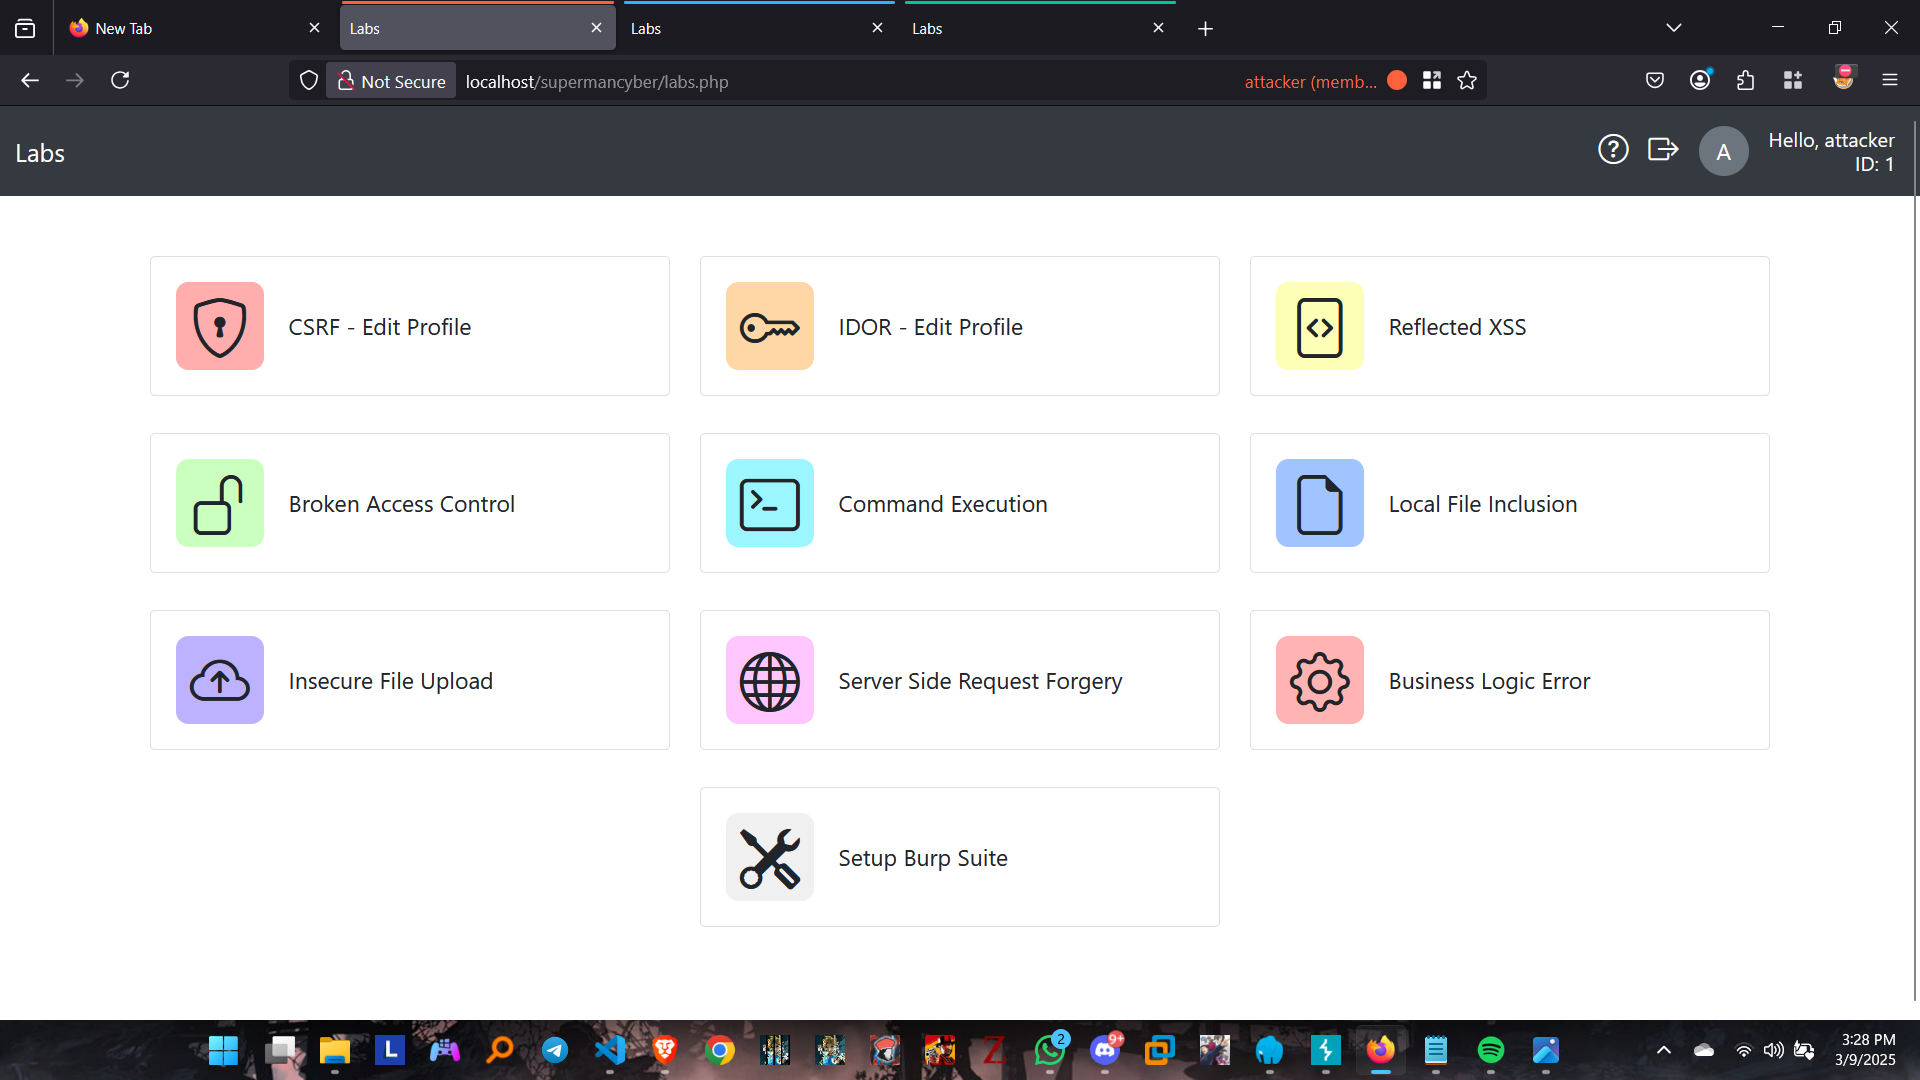 New Tab
Labs
Labs
Labs
Not Secure
localhost/supermancyber/labs.php
attacker (memb...
Labs
?
A
Hello, attacker
ID: 1
CSRF - Edit Profile
IDOR - Edit Profile
Reflected XSS
Broken Access Control
Command Execution
Local File Inclusion
Insecure File Upload
Server Side Request Forgery
Business Logic Error
Setup Burp Suite
L
Z
2
9+
3:28 PM
3/9/2025